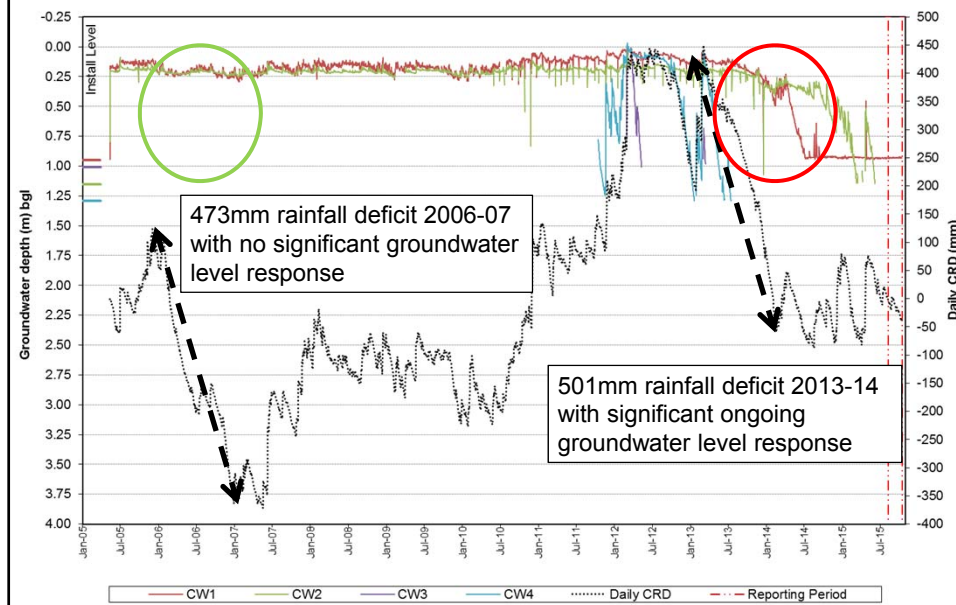 -0.25
0.00
0.25
0.50
0.75
1.00
1.25
1.50
1.75
2.00
2.25
2.50
2.75
3.00
3.25
3.50
3.75
4.00
Groundwater depth (m) bgl
Install Level
473mm rainfall deficit 2006-07
with no significant groundwater
level response
501mm rainfall deficit 2013-14
with significant ongoing
groundwater level response
500
450
400
350
300
250
200
150
100
50
0
-50
-100
-150
-200
-250
-300
-350
-400
Daily CRD (mm)
Jan-05
Jul-05
Jan-06
Jul-06
Jan-07
Jul-07
Jan-08
Jul-08
Jan-09
Jul-09
Jan-10
Jul-10
Jan-11
Jul-11
Jan-12
Jul-12
Jan-13
Jul-13
Jan-14
Jul-14
Jan-15
Jul-15
CW1 CW2 CW3 CW4 Daily CRD Reporting Period